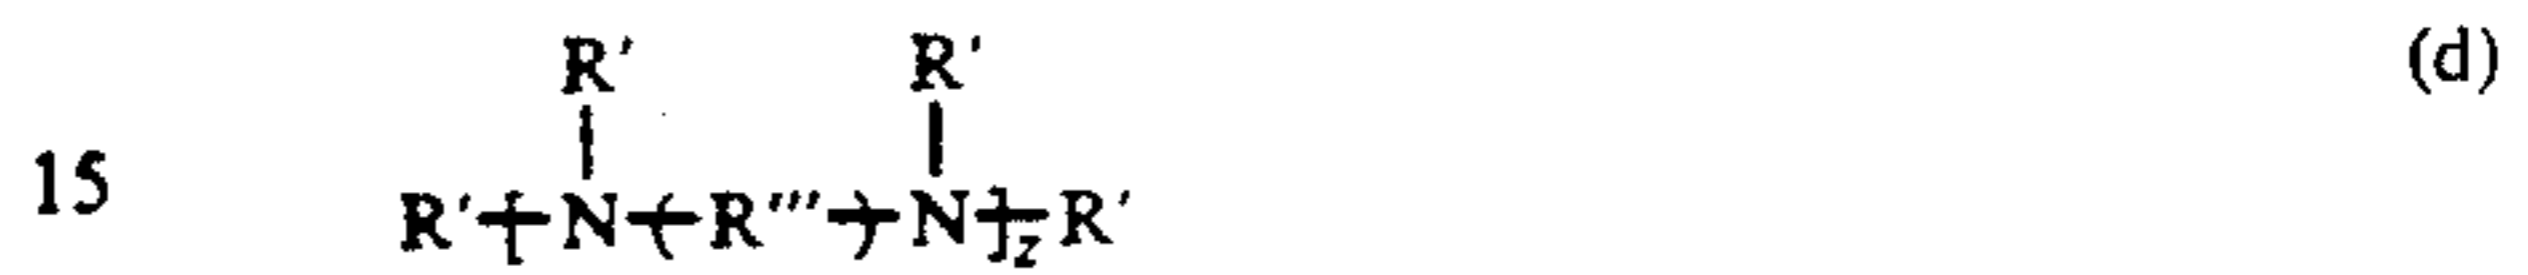 R′ R′ (d)
15 R′-[-N-(-R‴-)-N-]z-R′